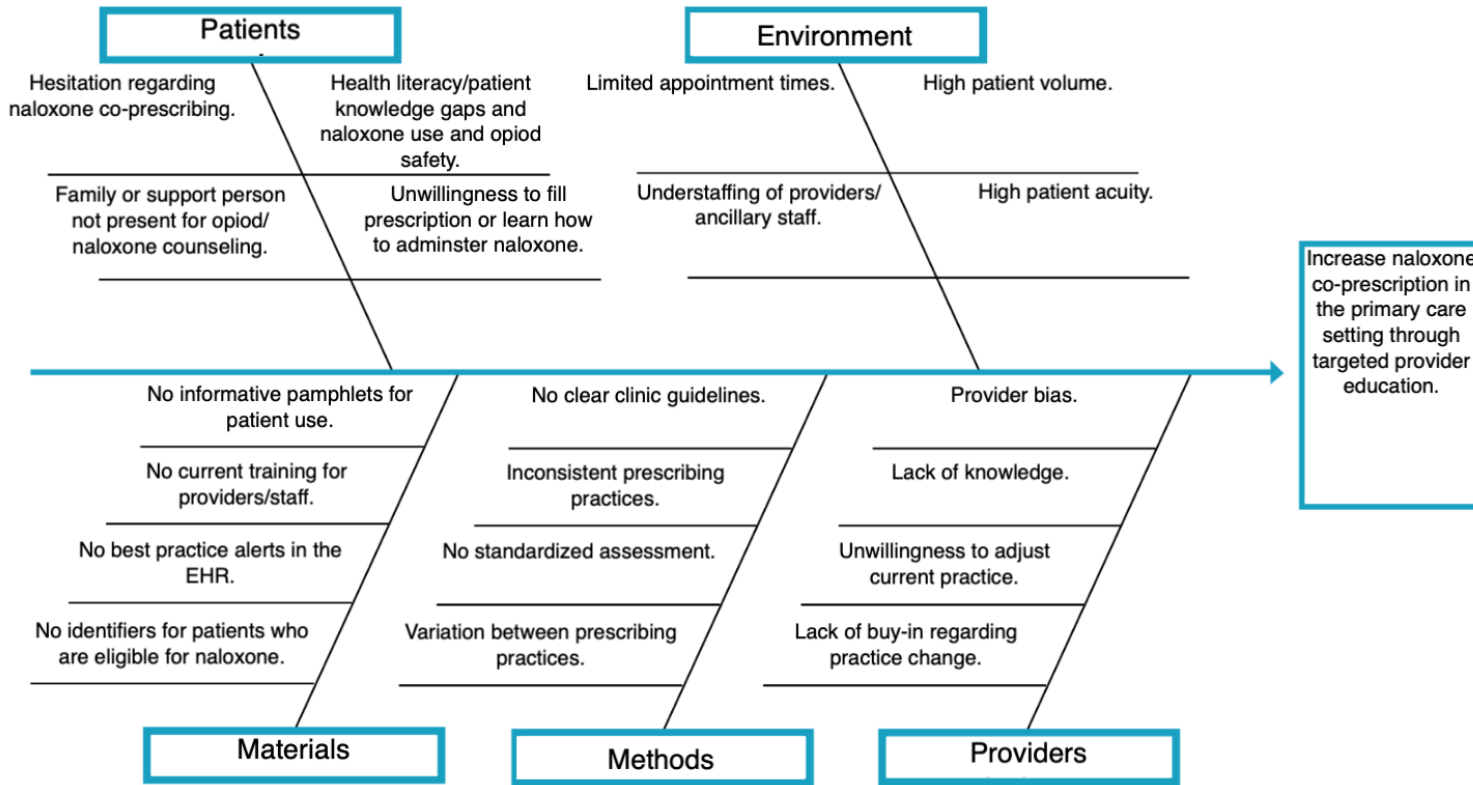 Patients
Environment
Hesitation regarding
naloxone co-prescribing.
Health literacy/patient
knowledge gaps and
naloxone use and opiod
safety.
Limited appointment times.
High patient volume.
Family or support person
not present for opiod/
naloxone counseling.
Unwillingness to fill
prescription or learn how
to adminster naloxone.
Understaffing of providers/
ancillary staff.
High patient acuity.
Increase naloxone
co-prescription in
the primary care
setting through
targeted provider
education.
No informative pamphlets for
patient use.
No current training for
providers/staff.
No best practice alerts in the
EHR.
No identifiers for patients who
are eligible for naloxone.
No clear clinic guidelines.
Inconsistent prescribing
practices.
No standardized assessment.
Variation between prescribing
practices.
Provider bias.
Lack of knowledge.
Unwillingness to adjust
current practice.
Lack of buy-in regarding
practice change.
Materials
Methods
Providers